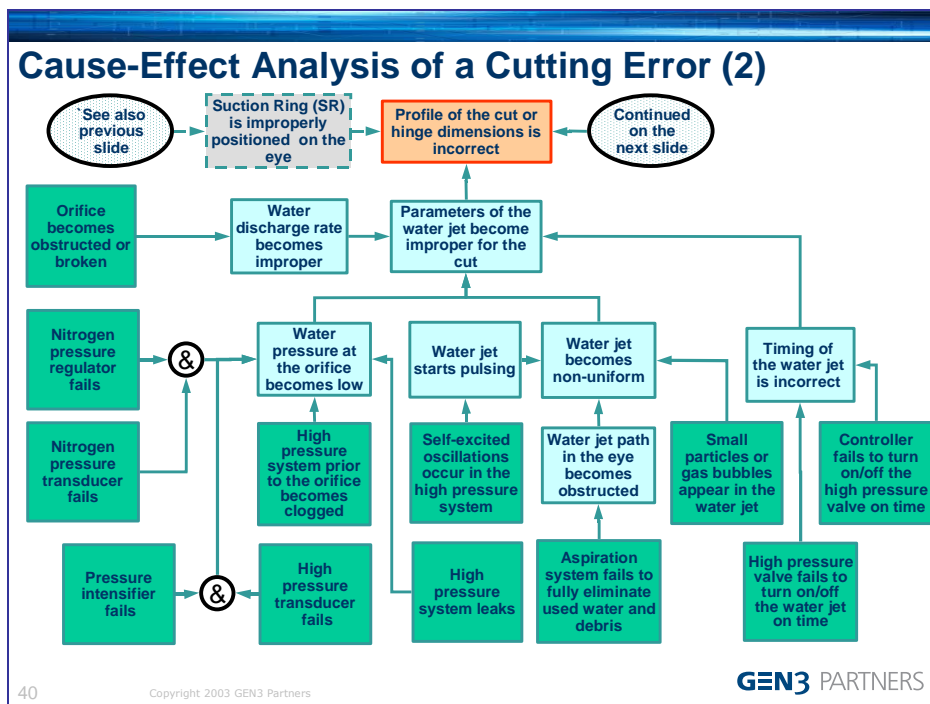 Cause-Effect Analysis of a Cutting Error (2)
`See also
previous
slide
Suction Ring (SR)
is improperly
positioned on the
eye
Profile of the cut or
hinge dimensions is
incorrect
Continued
on the
next slide
Orifice
becomes
obstructed or
broken
Water
discharge rate
becomes
improper
Parameters of the
water jet become
improper for the
cut
Nitrogen
pressure
regulator
fails
&
Water
pressure at
the orifice
becomes low
Water jet
starts pulsing
Water jet
becomes
non-uniform
Timing of
the water jet
is incorrect
Nitrogen
pressure
transducer
fails
High
pressure
system prior
to the orifice
becomes
clogged
Self-excited
oscillations
occur in the
high pressure
system
Water jet path
in the eye
becomes
obstructed
Small
particles or
gas bubbles
appear in the
water jet
Controller
fails to turn
on/off the
high pressure
valve on time
Pressure
intensifier
fails
&
High
pressure
transducer
fails
High
pressure
system leaks
Aspiration
system fails to
fully eliminate
used water and
debris
High pressure
valve fails to
turn on/off
the water jet
on time
40
Copyright 2003 GEN3 Partners
GEN3 PARTNERS